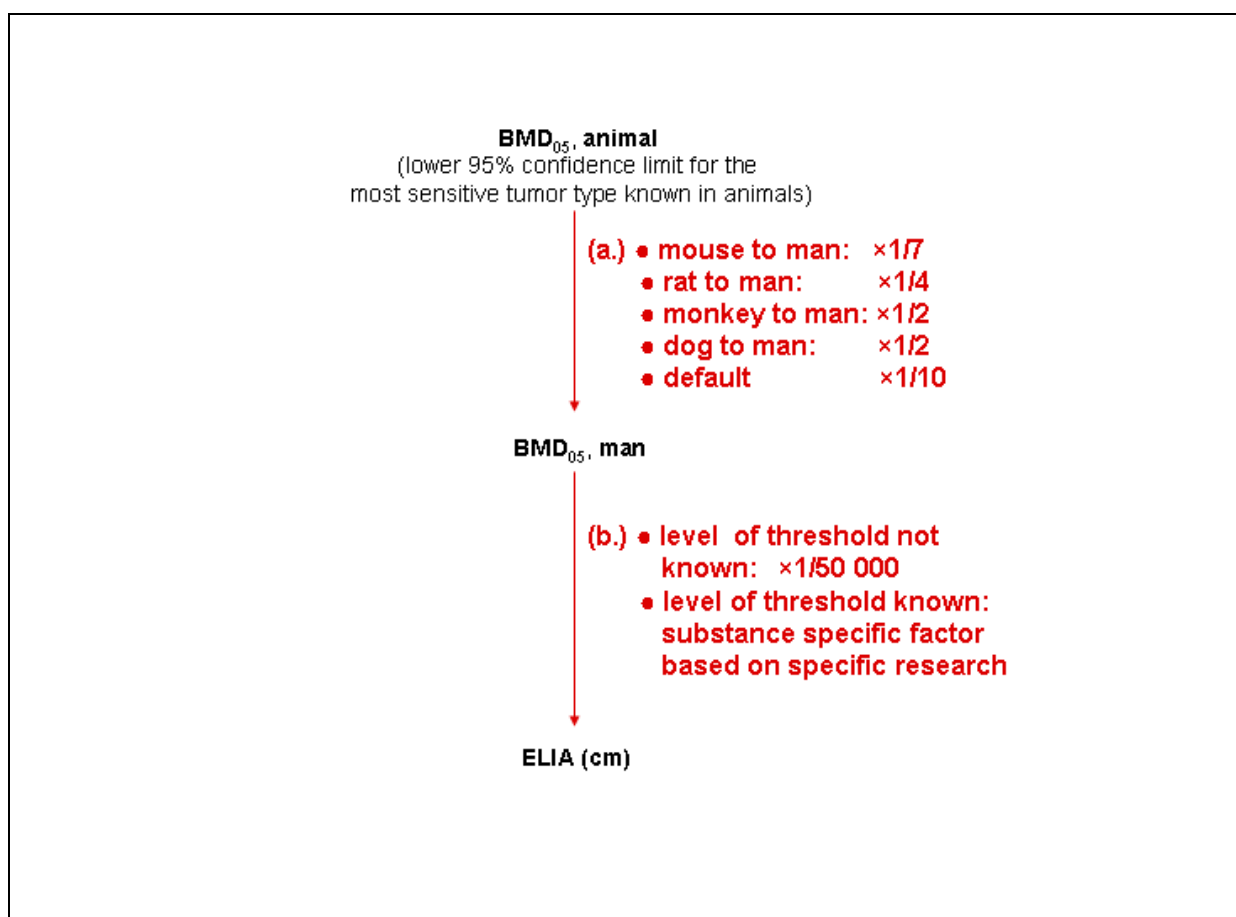 BMD05, animal
(lower 95% confidence limit for the
most sensitive tumor type known in animals)
(a.) ● mouse to man: ×1/7
● rat to man: ×1/4
● monkey to man: ×1/2
● dog to man: ×1/2
● default ×1/10
BMD05, man
(b.) ● level of threshold not
known: ×1/50 000
● level of threshold known:
substance specific factor
based on specific research
ELIA (cm)